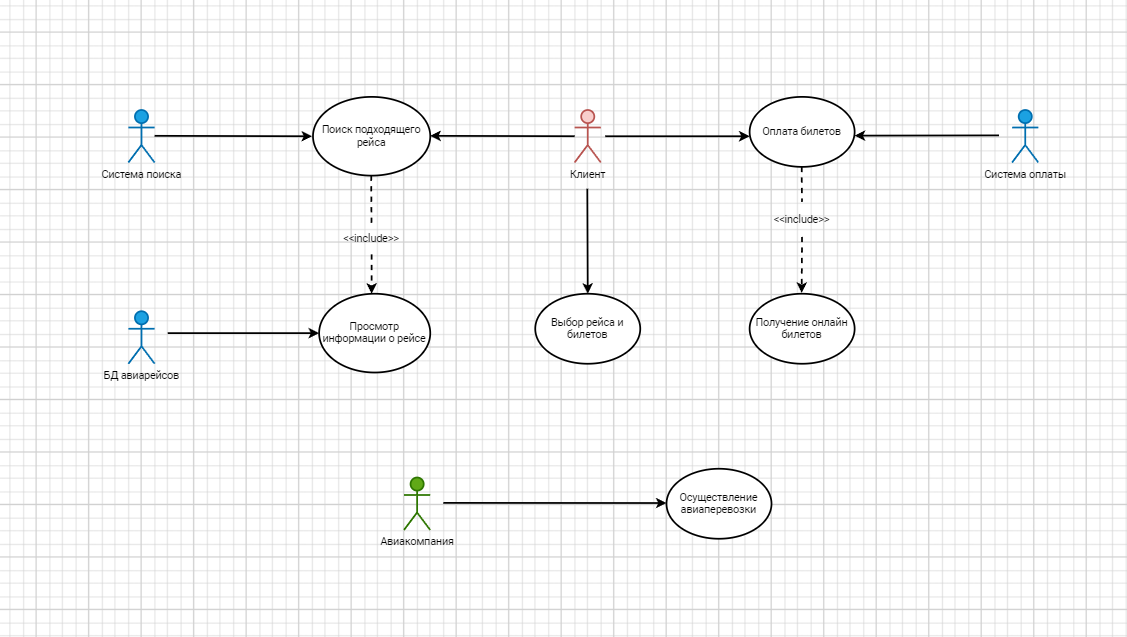 Поиск подходящего
рейса
Оплата билетов
Система поиска
Клиент
Система оплаты
<<include>>
<<include>>
Просмотр
информации о рейсе
Выбор рейса и
билетов
Получение онлайн
билетов
БД авиарейсов
Осуществление
авиаперевозки
Авиакомпания